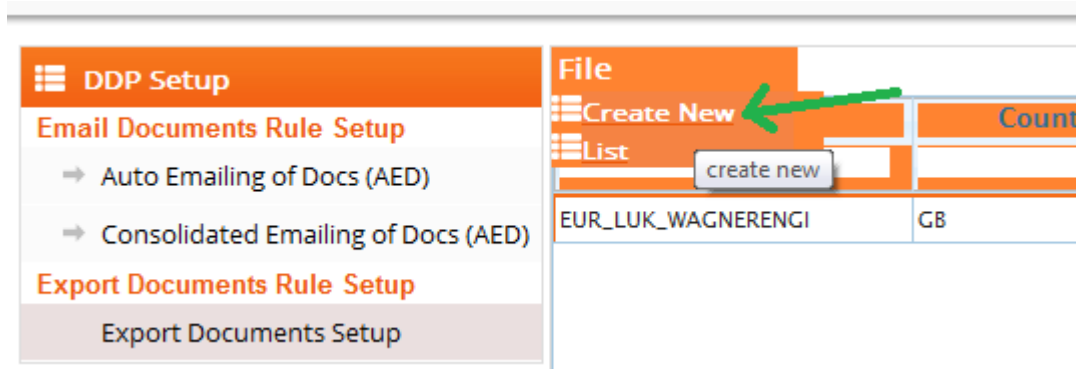 DDP Setup
Email Documents Rule Setup
Auto Emailing of Docs (AED)
Consolidated Emailing of Docs (AED)
Export Documents Rule Setup
Export Documents Setup
File
Create New
List
create new
Count
EUR_LUK_WAGNERENGI GB